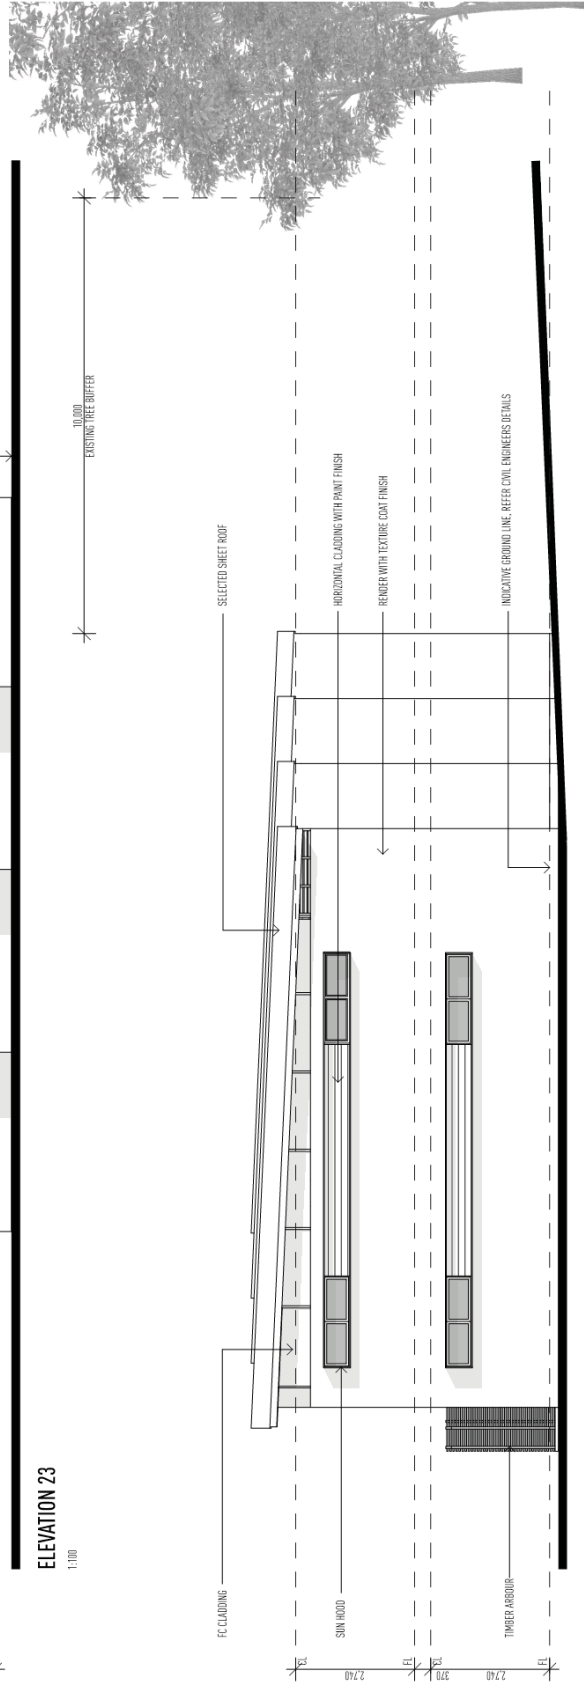 ELEVATION 23
1:100
10,000
EXISTING TREE BUFFER
FC CLADDING
SELECTED SHEET ROOF
SUN HOOD
HORIZONTAL CLADDING WITH PAINT FINISH
RENDER WITH TEXTURE COAT FINISH
TIMBER ARBOUR
INDICATIVE GROUND LINE, REFER CIVIL ENGINEERS DETAILS
CL
2,740
FL
CL
370
2,740
FL